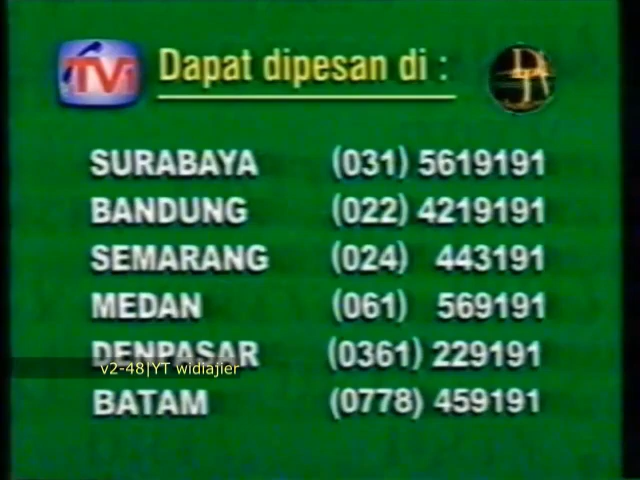 TV1
Dapat dipesan di :
SURABAYA (031) 5619191
BANDUNG (022) 4219191
SEMARANG (024) 443191
MEDAN (061) 569191
DENPASAR (0361) 229191
v2-48|YT widiajier
BATAM (0778) 459191